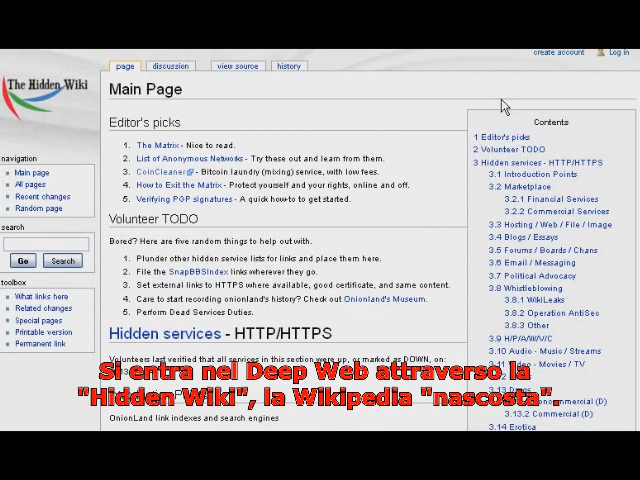 create account Log in
page discussion view source history
The Hidden Wiki
Main Page
Editor's picks
1. The Matrix - Nice to read.
2. List of Anonymous Networks - Try these out and learn from them.
3. CoinCleaner - Bitcoin laundry (mixing) service, with low fees.
4. How to Exit the Matrix - Protect yourself and your rights, online and off.
5. Verifying PGP signatures - A quick how-to to get started.
Volunteer TODO
Bored? Here are five random things to help out with.
1. Plunder other hidden service lists for links and place them here.
2. File the SnapBBSIndex links wherever they go.
3. Set external links to HTTPS where available, good certificate, and same content.
4. Care to start recording onionland's history? Check out Onionland's Museum.
5. Perform Dead Services Duties.
Hidden services - HTTP/HTTPS
Volunteers last verified that all services in this section were up, or marked as DOWN, on:
OnionLand link indexes and search engines
navigation
Main page
All pages
Recent changes
Random page
search
Go Search
toolbox
What links here
Related changes
Special pages
Printable version
Permanent link
Contents
1 Editor's picks
2 Volunteer TODO
3 Hidden services - HTTP/HTTPS
3.1 Introduction Points
3.2 Marketplace
3.2.1 Financial Services
3.2.2 Commercial Services
3.3 Hosting / Web / File / Image
3.4 Blogs / Essays
3.5 Forums / Boards / Chans
3.6 Email / Messaging
3.7 Political Advocacy
3.8 Whistleblowing
3.8.1 WikiLeaks
3.8.2 Operation AntiSec
3.8.3 Other
3.9 H/P/A/W/V/C
3.10 Audio - Music / Streams
- Movies / TV
commercial (D)
3.13.2 Commercial (D)
3.14 Erotica
Si entra nel Deep Web attraverso la
"Hidden Wiki", la Wikipedia "nascosta".